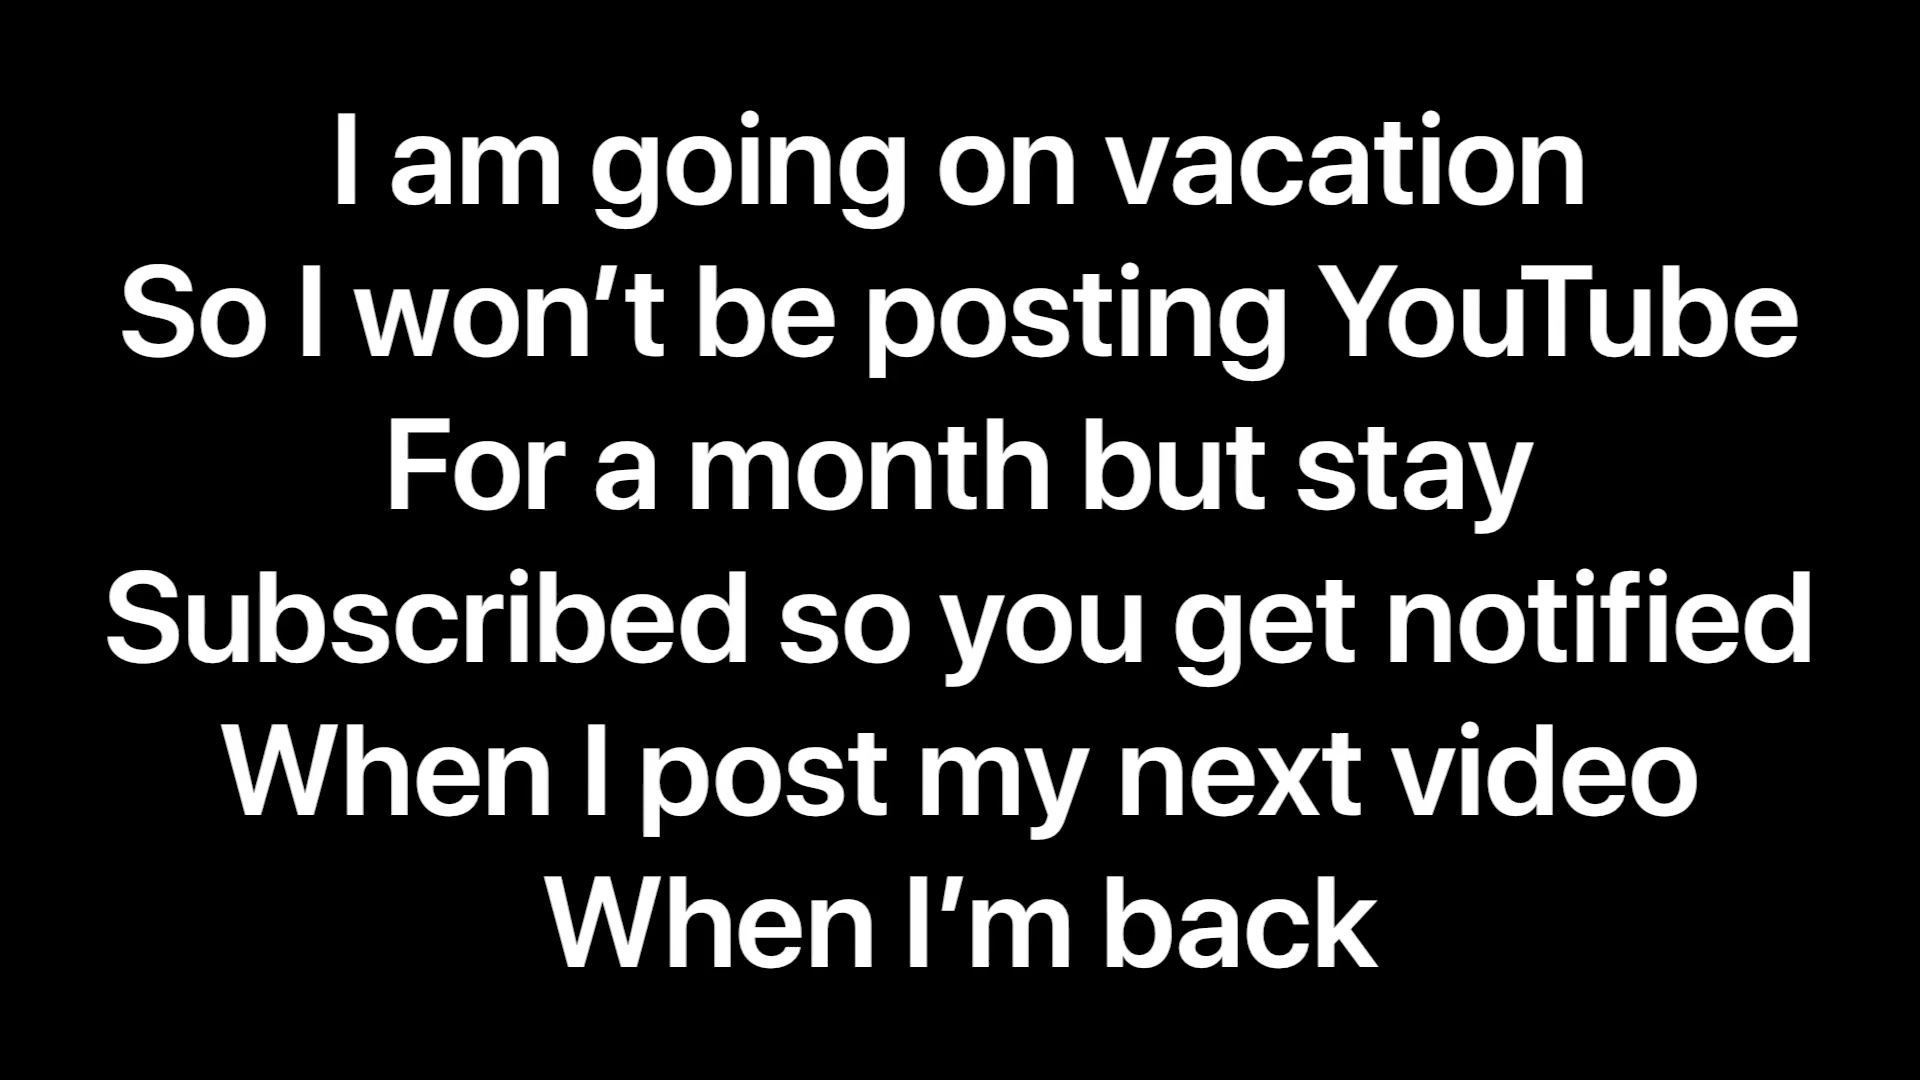 I am going on vacation
So I won’t be posting YouTube
For a month but stay
Subscribed so you get notified
When I post my next video
When I’m back